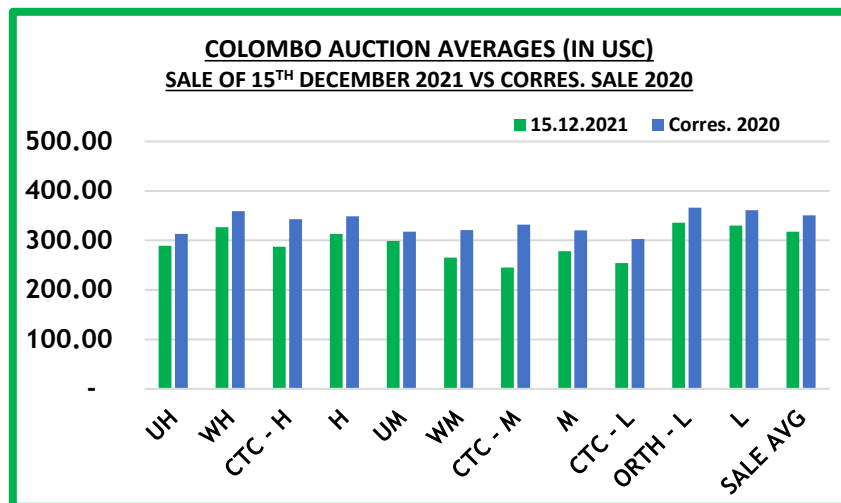 COLOMBO AUCTION AVERAGES (IN USC)
SALE OF 15TH DECEMBER 2021 VS CORRES. SALE 2020
15.12.2021 Corres. 2020
500.00
400.00
300.00
200.00
100.00
-
UH
WH
CTC - H
H
UM
WM
CTC - M
M
CTC - L
ORTH - L
L
SALE AVG